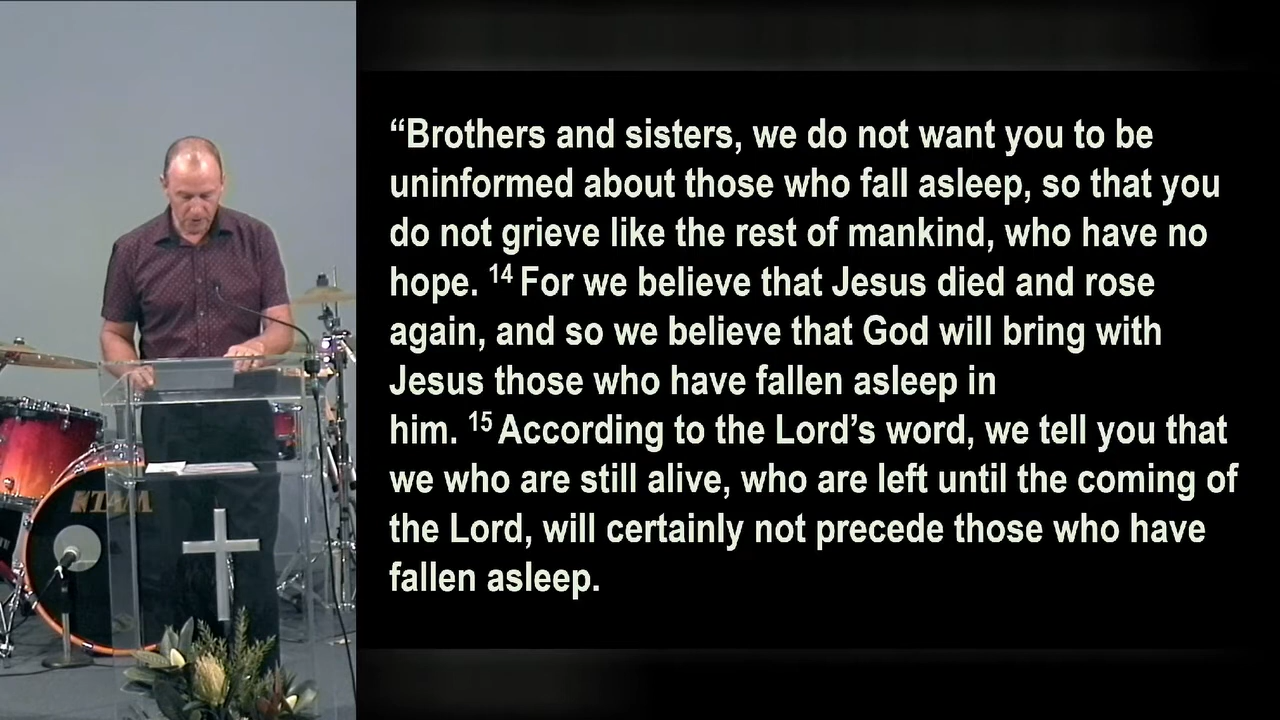 “Brothers and sisters, we do not want you to be
uninformed about those who fall asleep, so that you
do not grieve like the rest of mankind, who have no
hope. 14 For we believe that Jesus died and rose
again, and so we believe that God will bring with
Jesus those who have fallen asleep in
him. 15 According to the Lord’s word, we tell you that
we who are still alive, who are left until the coming of
the Lord, will certainly not precede those who have
fallen asleep.
TAMA